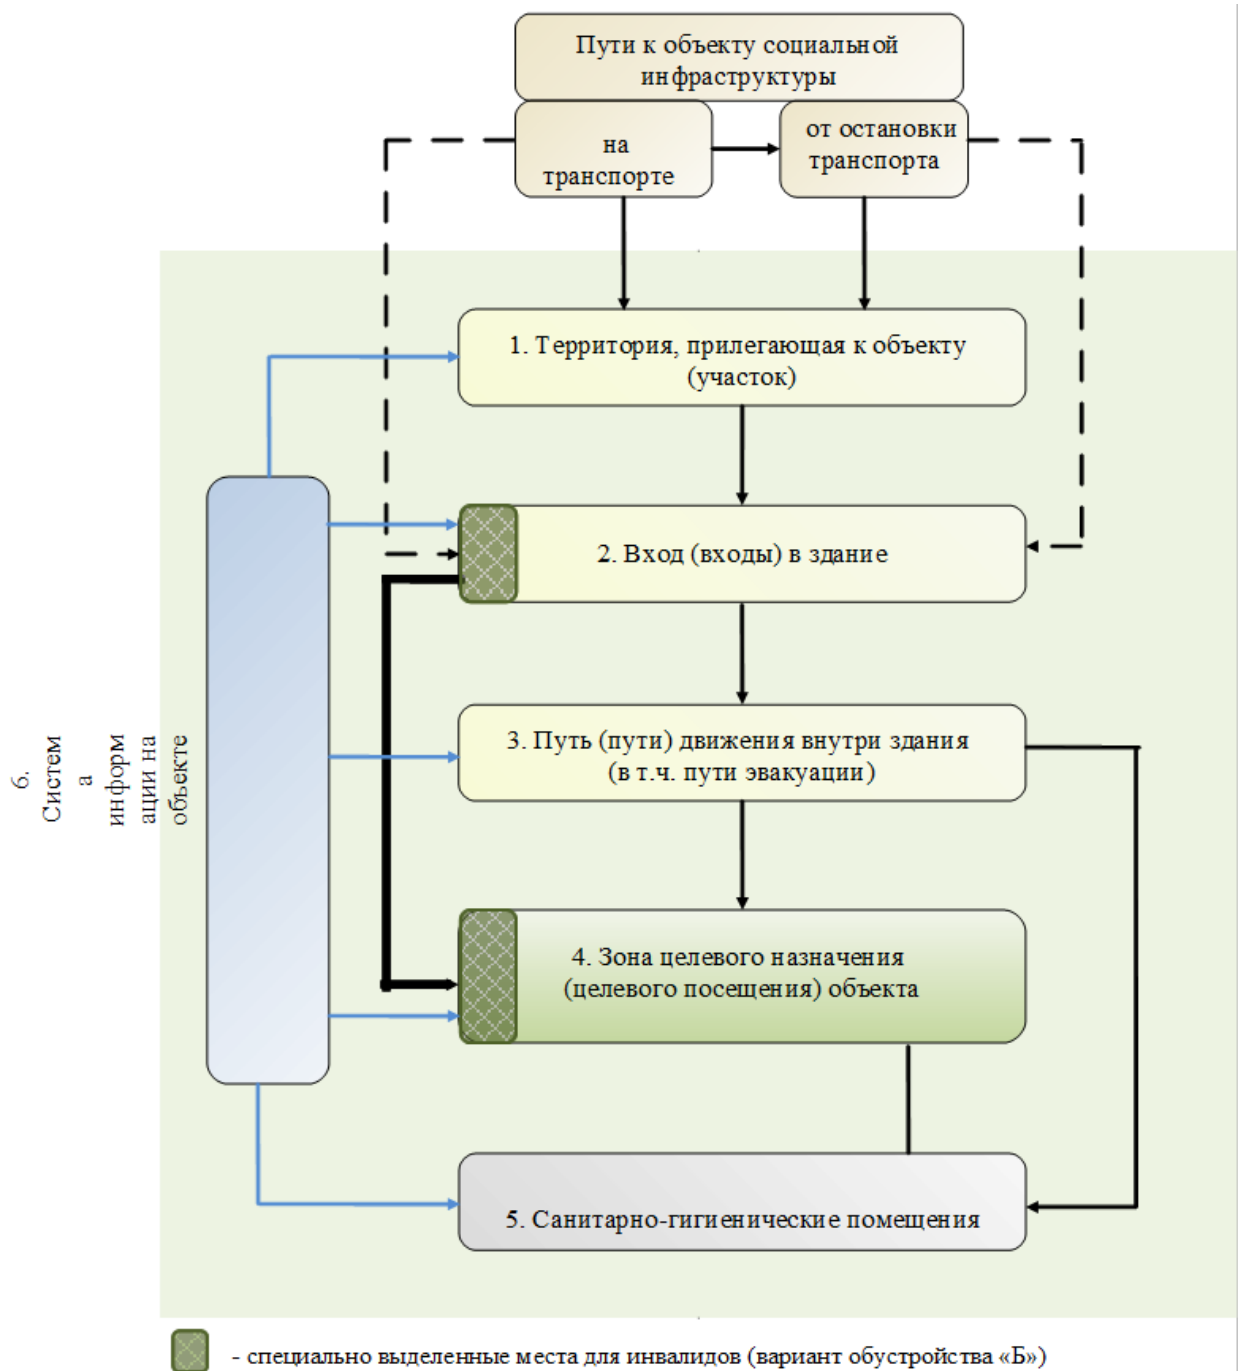 Пути к объекту социальной
инфраструктуры
на
транспорте
от остановки
транспорта
1. Территория, прилегающая к объекту
(участок)
2. Вход (входы) в здание
3. Путь (пути) движения внутри здания
(в т.ч. пути эвакуации)
4. Зона целевого назначения
(целевого посещения) объекта
5. Санитарно-гигиенические помещения
6.
Систем
а
информ
ации на
объекте
- специально выделенные места для инвалидов (вариант обустройства «Б»)